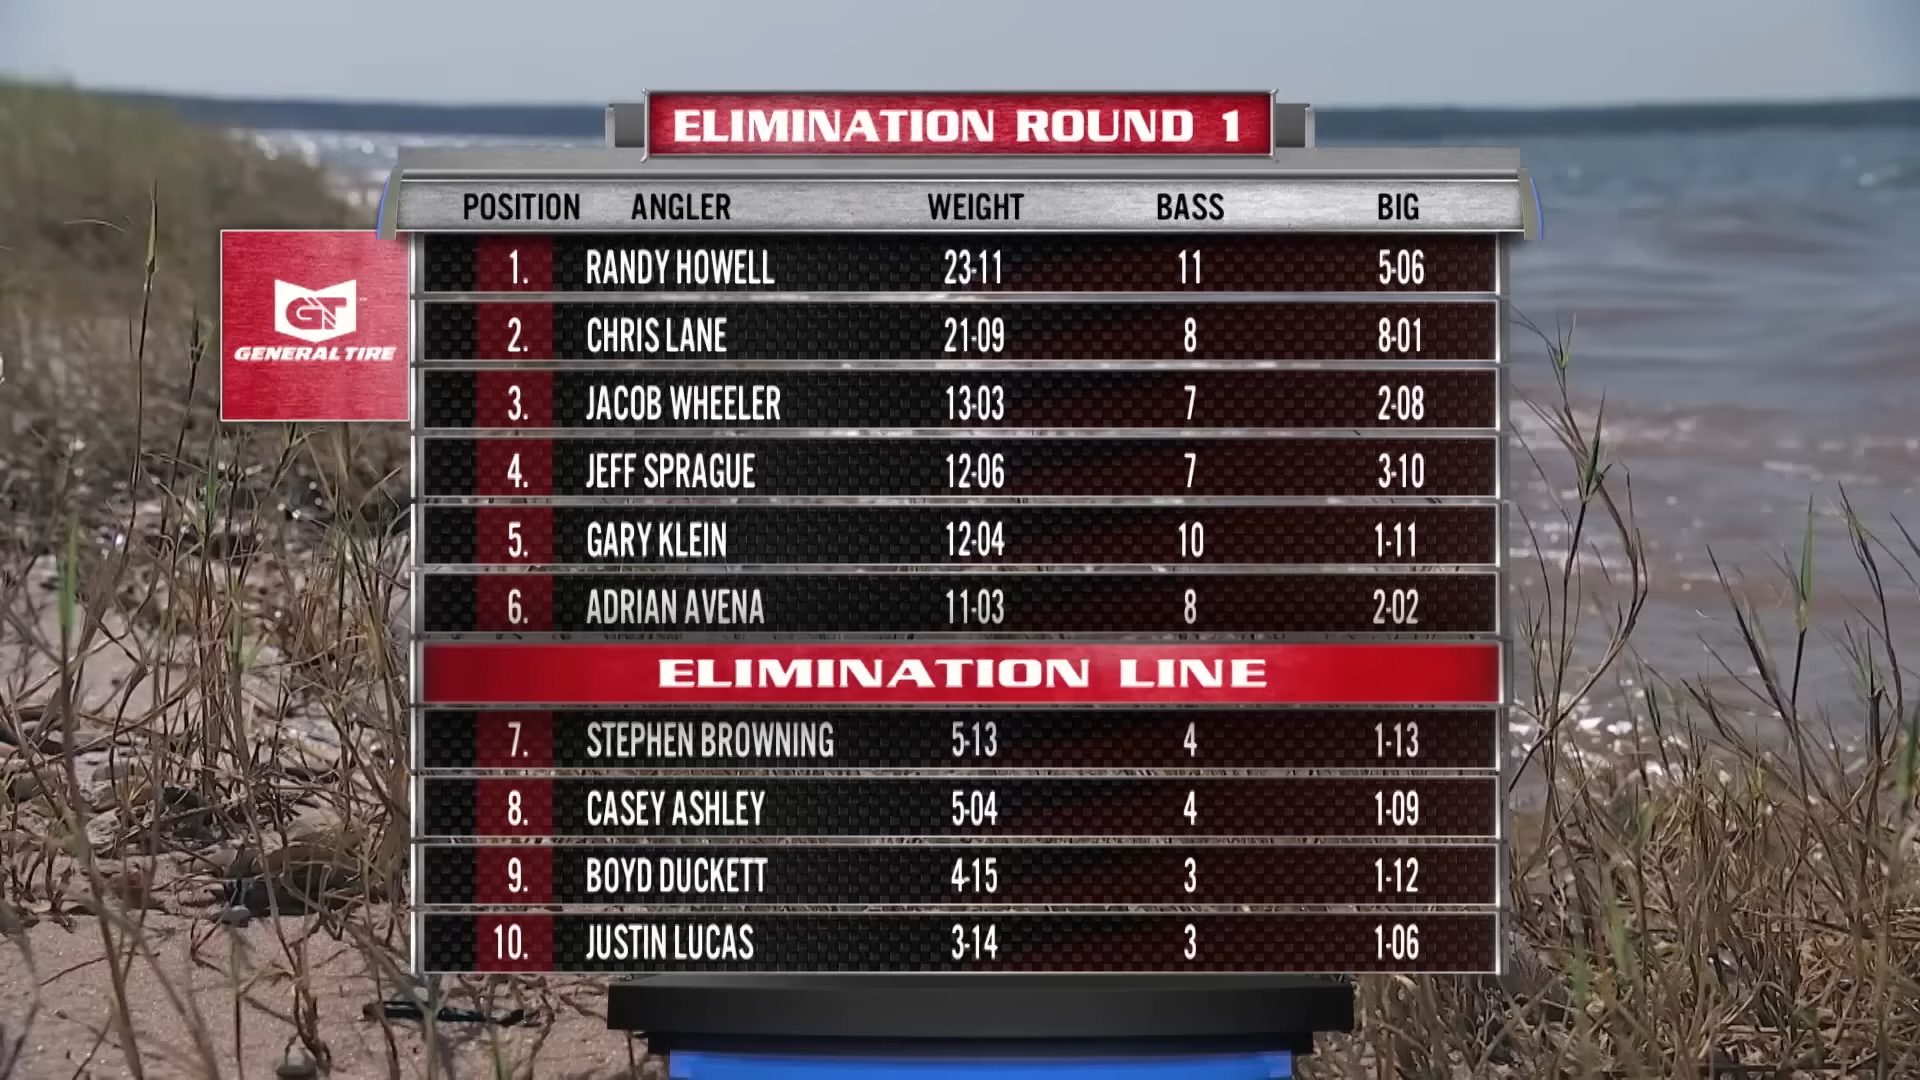 ELIMINATION ROUND 1
POSITION ANGLER WEIGHT BASS BIG
1. RANDY HOWELL 23-11 11 5-06
GT
GENERAL TIRE
2. CHRIS LANE 21-09 8 8-01
3. JACOB WHEELER 13-03 7 2-08
4. JEFF SPRAGUE 12-06 7 3-10
5. GARY KLEIN 12-04 10 1-11
6. ADRIAN AVENA 11-03 8 2-02
ELIMINATION LINE
7. STEPHEN BROWNING 5-13 4 1-13
8. CASEY ASHLEY 5-04 4 1-09
9. BOYD DUCKETT 4-15 3 1-12
10. JUSTIN LUCAS 3-14 3 1-06